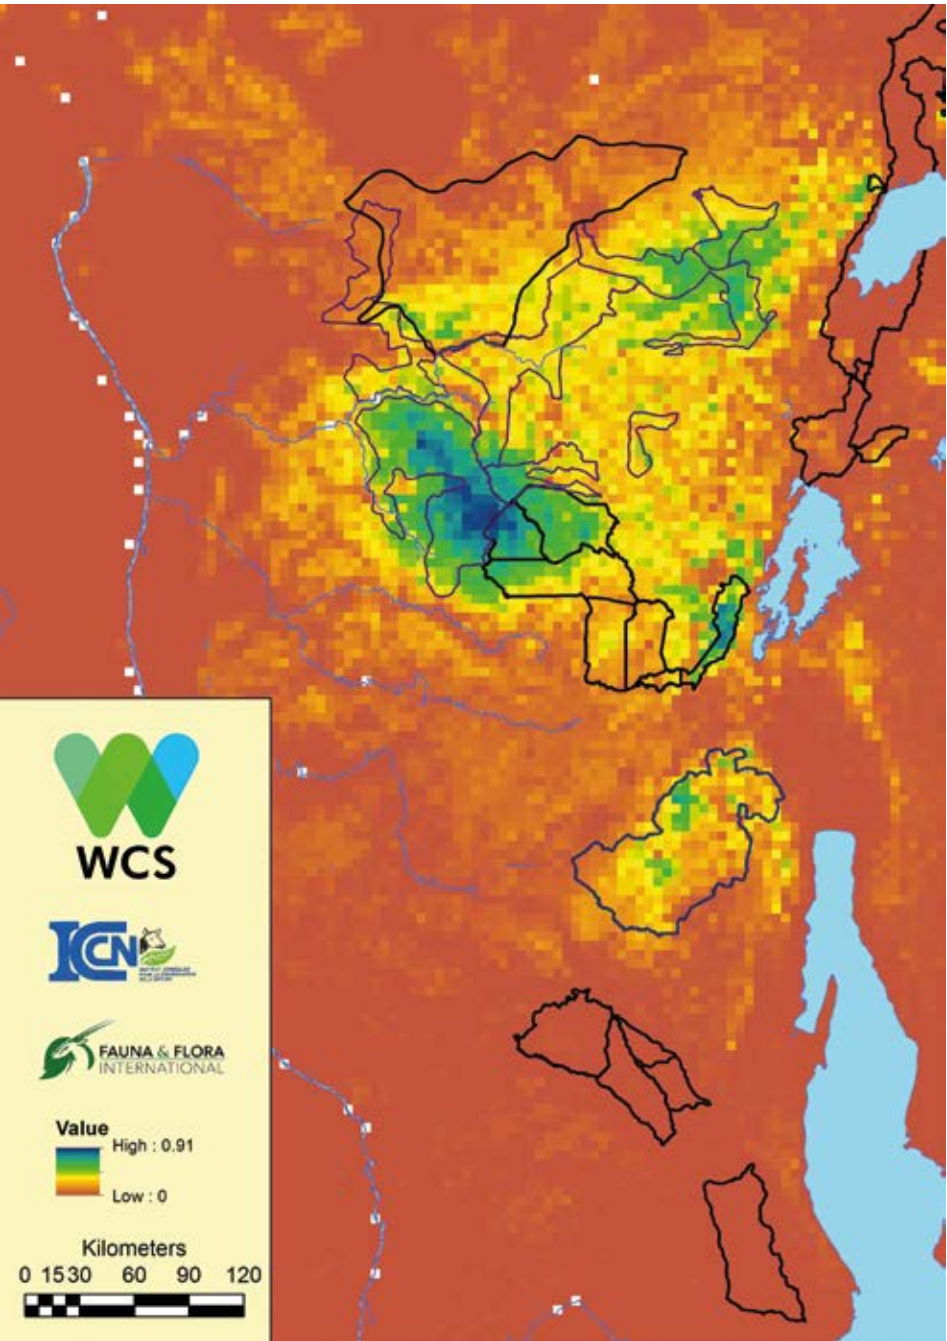 WCS
ICCN
FAUNA & FLORA
INTERNATIONAL
Value
High : 0.91
Low : 0
Kilometers
0 15 30 60 90 120